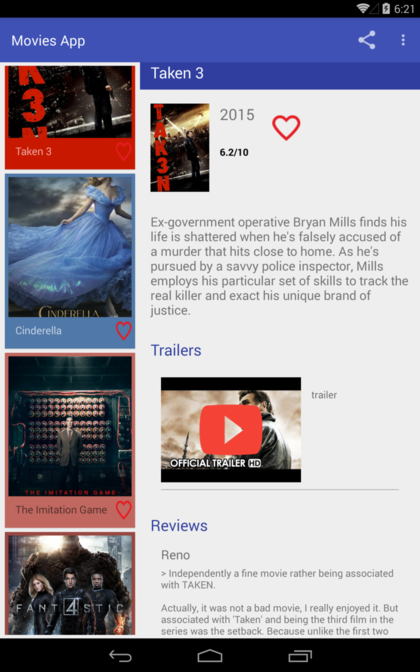 6:21
Movies App
TAK3N
Taken 3
CINDERELLA
Cinderella
THE IMITATION GAME
The Imitation Game
FANT4STIC
Taken 3
TAK3N
2015
6.2/10
Ex-government operative Bryan Mills finds his
life is shattered when he's falsely accused of
a murder that hits close to home. As he's
pursued by a savvy police inspector, Mills
employs his particular set of skills to track the
real killer and exact his unique brand of
justice.
Trailers
OFFICIAL TRAILER HD
trailer
Reviews
Reno
> Independently a fine movie rather being associated
with TAKEN.
Actually, it was not a bad movie, I really enjoyed it. But
associated with 'Taken' and being the third film in the
series was the setback. Because unlike the first two